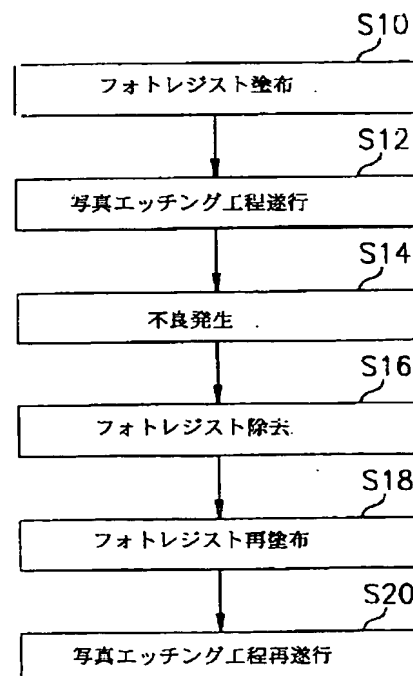 S10
フォトレジスト塗布
S12
写真エッチング工程遂行
S14
不良発生
S16
フォトレジスト除去
S18
フォトレジスト再塗布
S20
写真エッチング工程再遂行